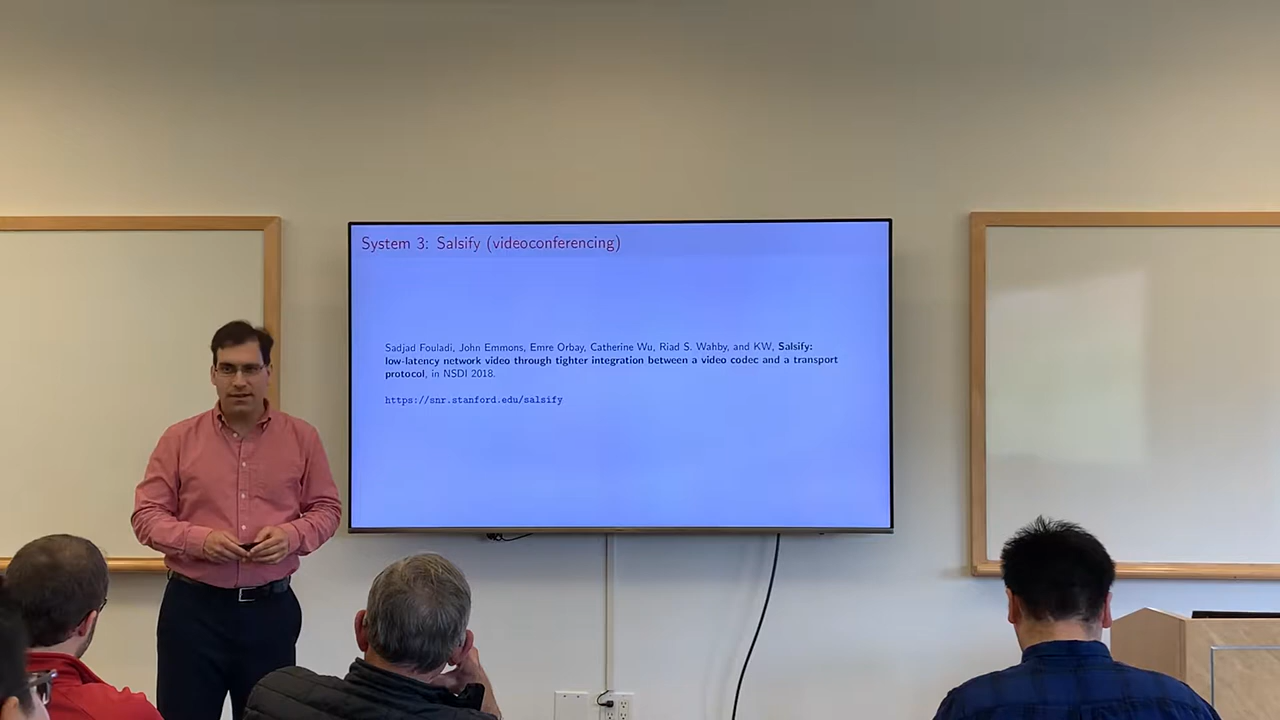 System 3: Salsify (videoconferencing)
Sadjad Fouladi, John Emmons, Emre Orbay, Catherine Wu, Riad S. Wahby, and KW, Salsify:
low-latency network video through tighter integration between a video codec and a transport
protocol, in NSDI 2018.
https://snr.stanford.edu/salsify